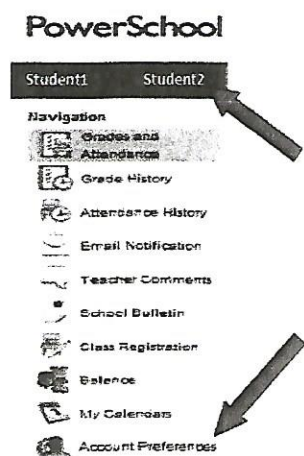 PowerSchool
Student1 Student2
Navigation
Grades and
Attendance
Grade History
Attendance History
Email Notification
Teacher Comments
School Bulletin
Class Registration
Balance
My Calendars
Account Preferences